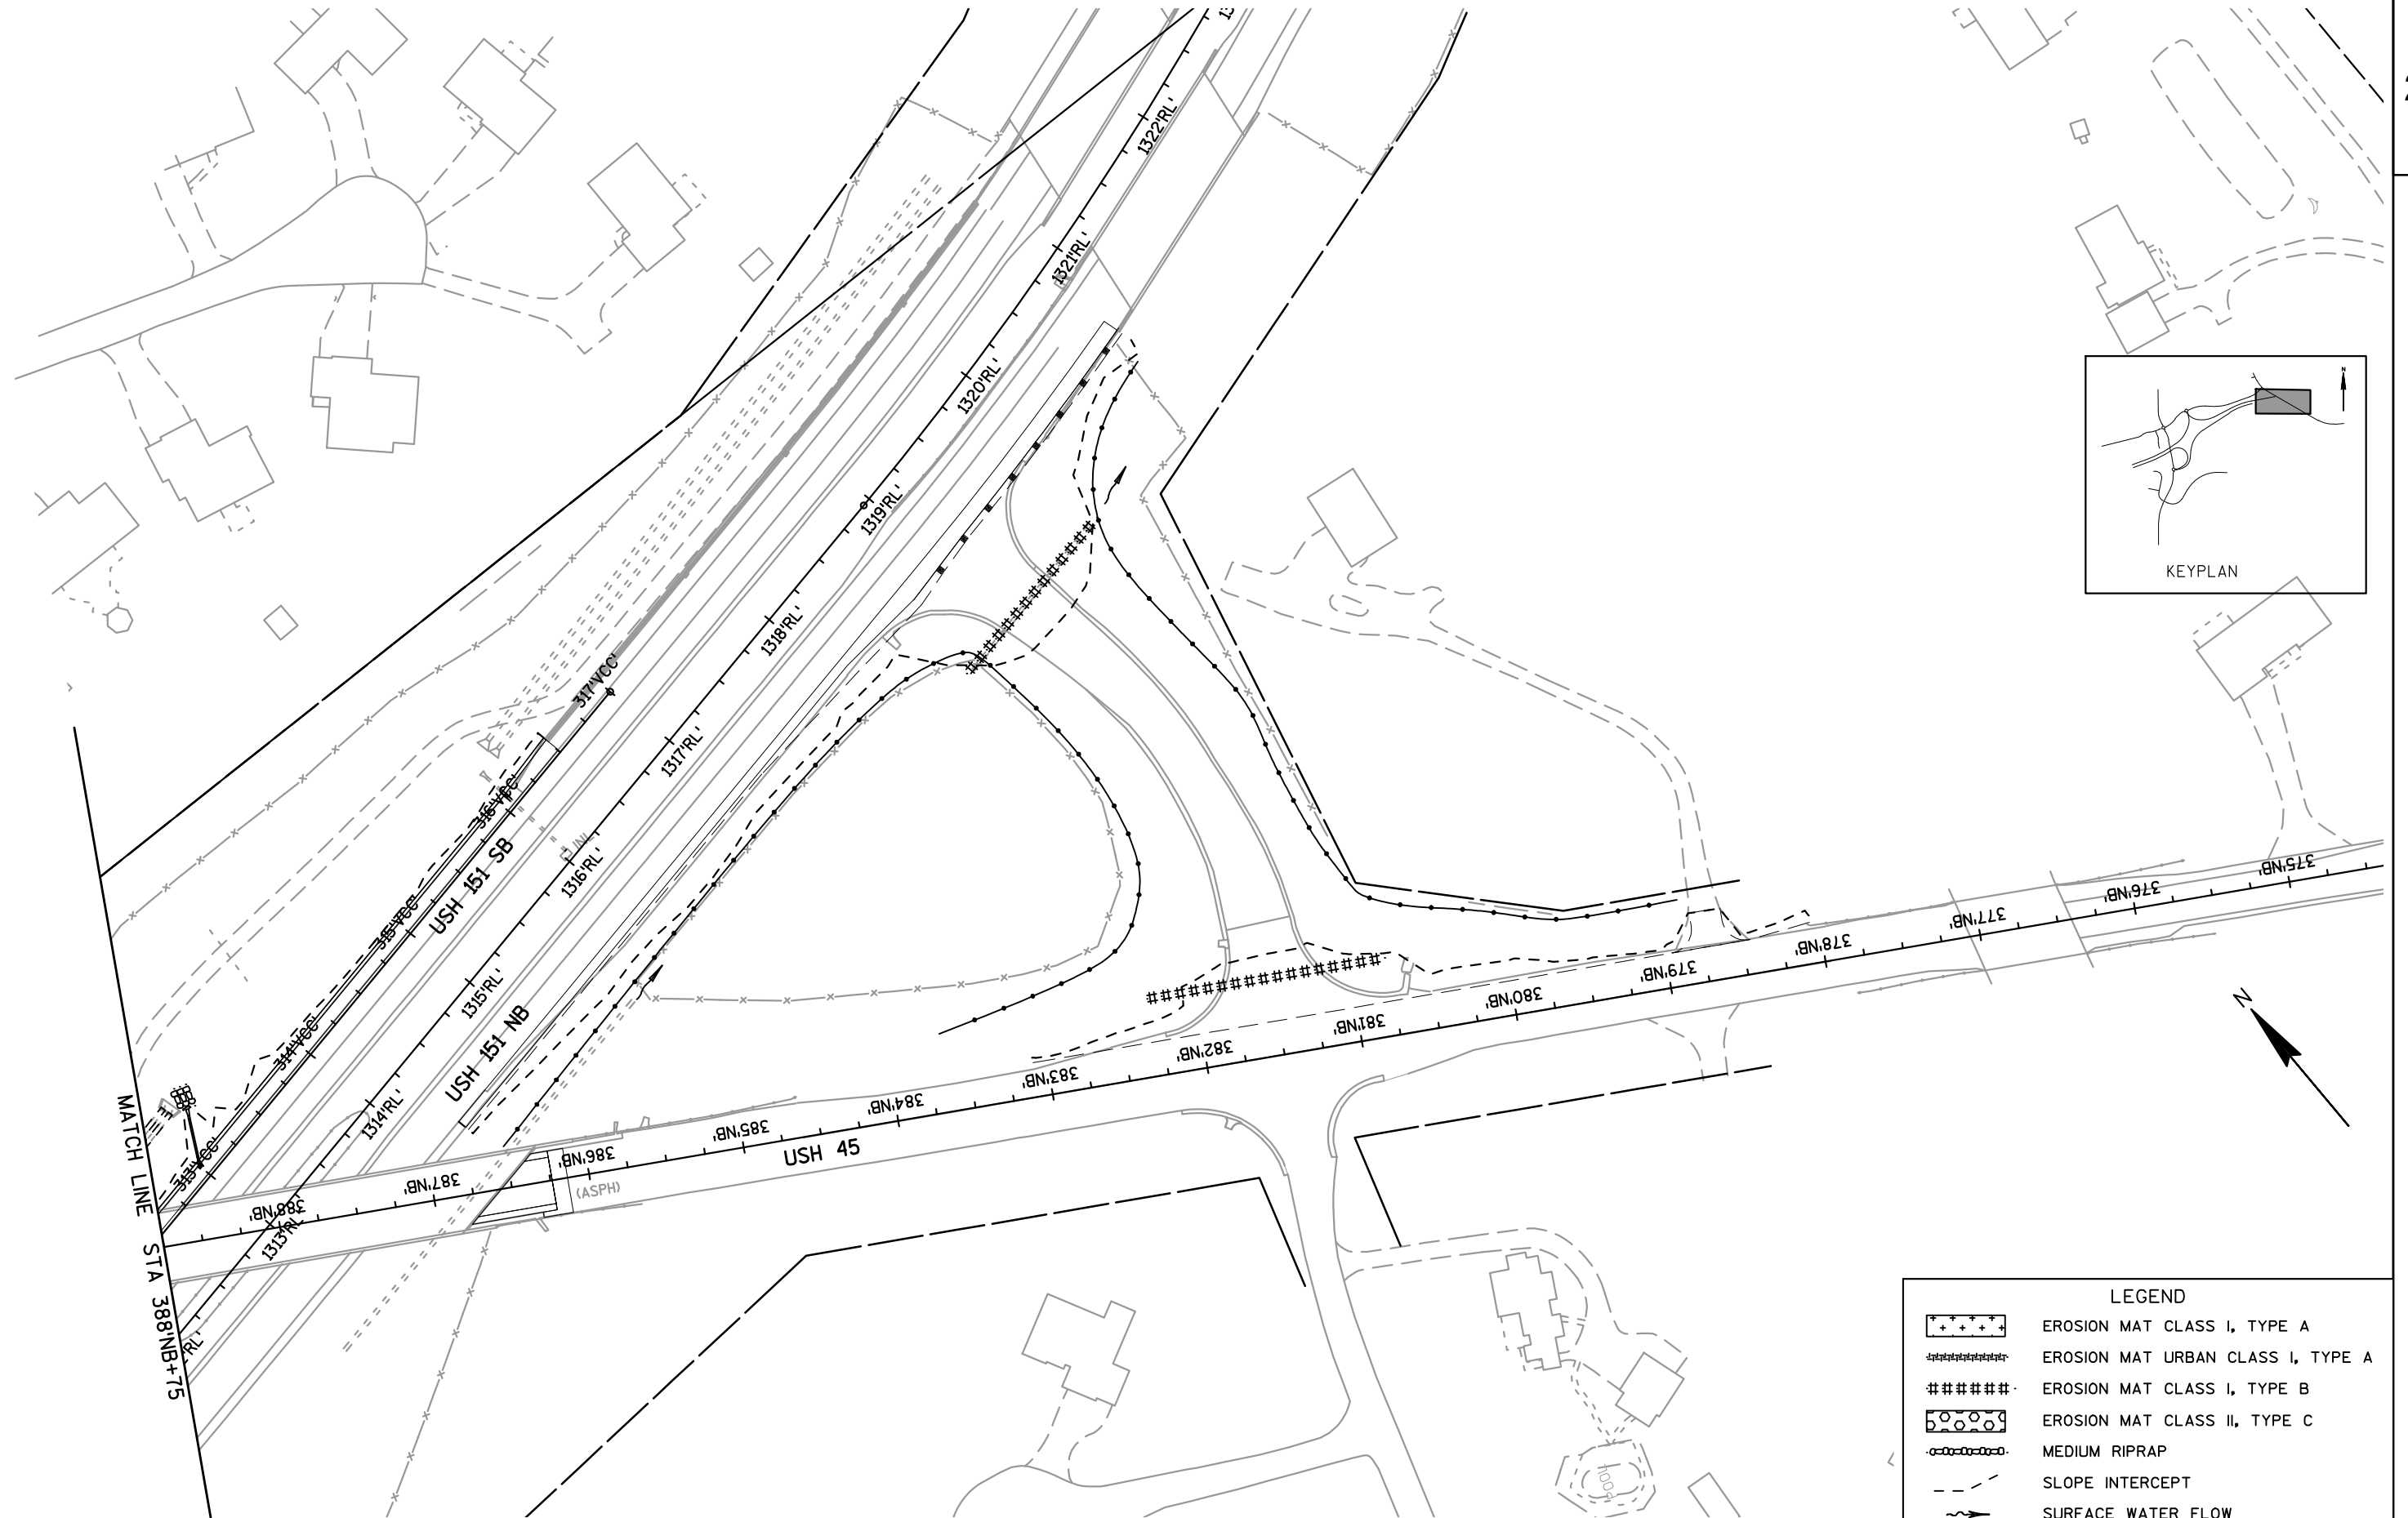 1322'RL'
1321'RL'
1320'RL'
1319'RL'
1318'RL'
1317'RL'
1316'RL'
1315'RL'
1314'RL'
1313'RL'
RL'
317'VCC'
316'VCC'
315'VCC'
314'VCC'
313'VCC'
USH 151 SB
USH 151 NB
INL
N
KEYPLAN
375'NB'
376'NB'
377'NB'
378'NB'
379'NB'
380'NB'
381'NB'
382'NB'
383'NB'
384'NB'
385'NB'
386'NB'
387'NB'
388'NB'
USH 45
(ASPH)
N
MATCH LINE STA 388'NB'+75
POOL
LEGEND
EROSION MAT CLASS I, TYPE A
EROSION MAT URBAN CLASS I, TYPE A
EROSION MAT CLASS I, TYPE B
EROSION MAT CLASS II, TYPE C
MEDIUM RIPRAP
SLOPE INTERCEPT
SURFACE WATER FLOW